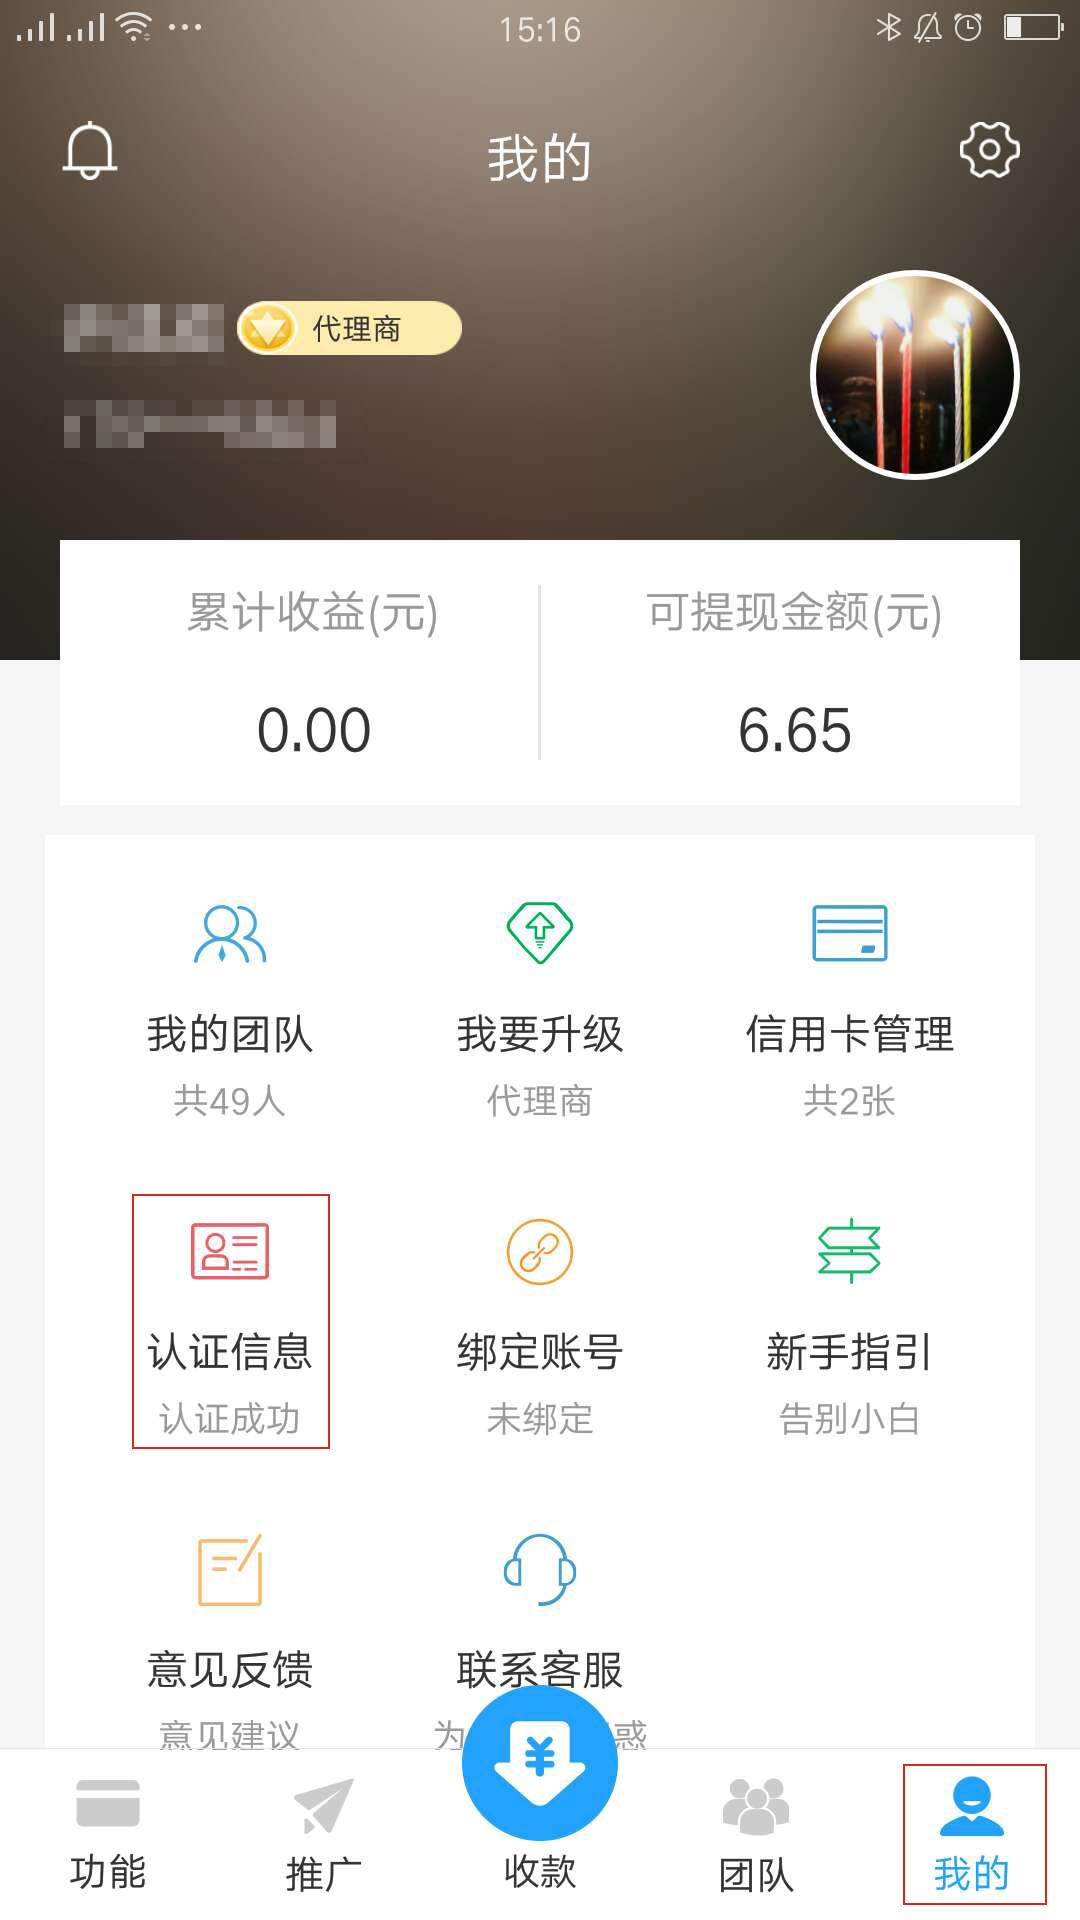 15:16
我的
代理商
累计收益(元) 可提现金额(元)
0.00 6.65
我的团队 我要升级 信用卡管理
共49人 代理商 共2张
认证信息 绑定账号 新手指引
认证成功 未绑定 告别小白
意见反馈 联系客服
意见建议 为 惑
功能 推广 收款 团队 我的